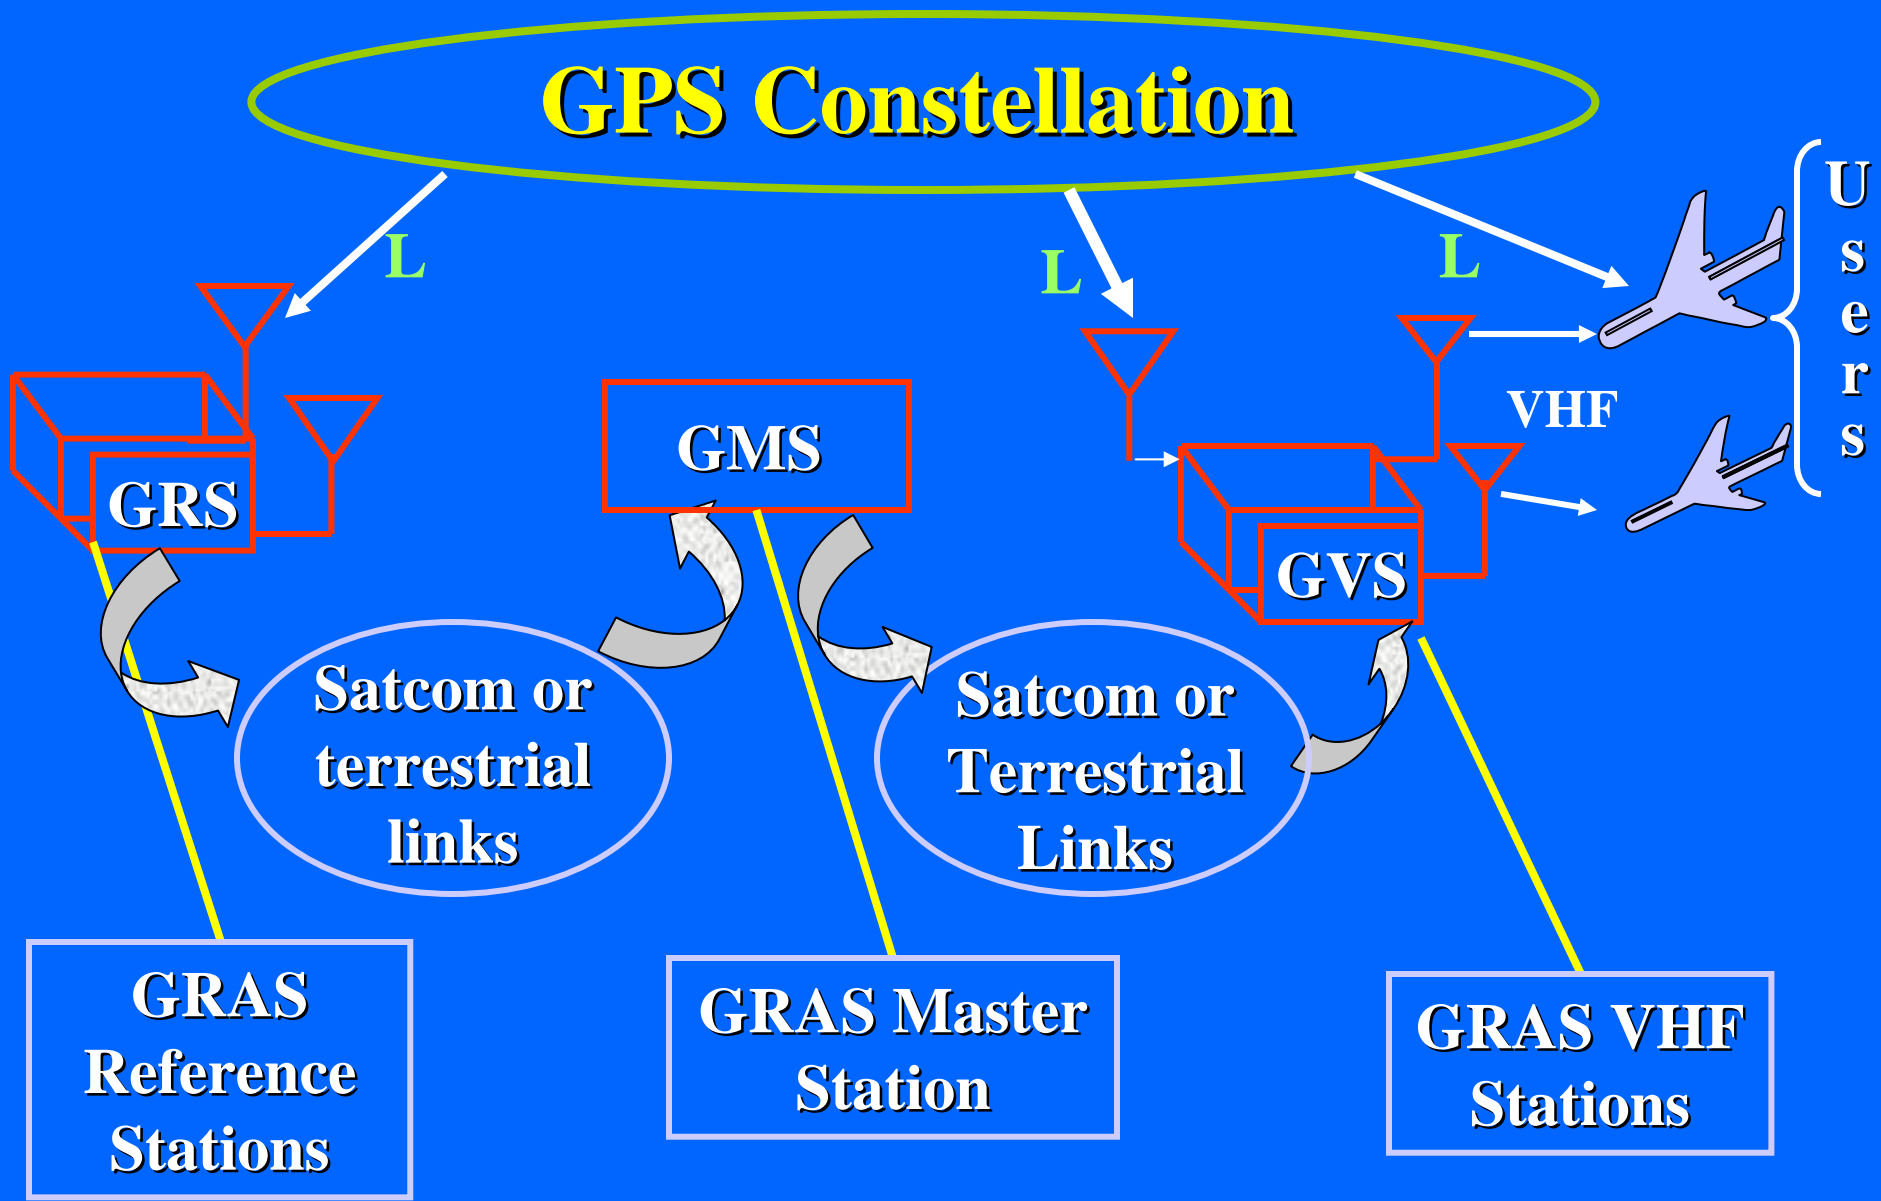 GPS Constellation
L
L
L
U
s
e
r
s
VHF
GRS
GMS
GVS
Satcom or
terrestrial
links
Satcom or
Terrestrial
Links
GRAS
Reference
Stations
GRAS Master
Station
GRAS VHF
Stations